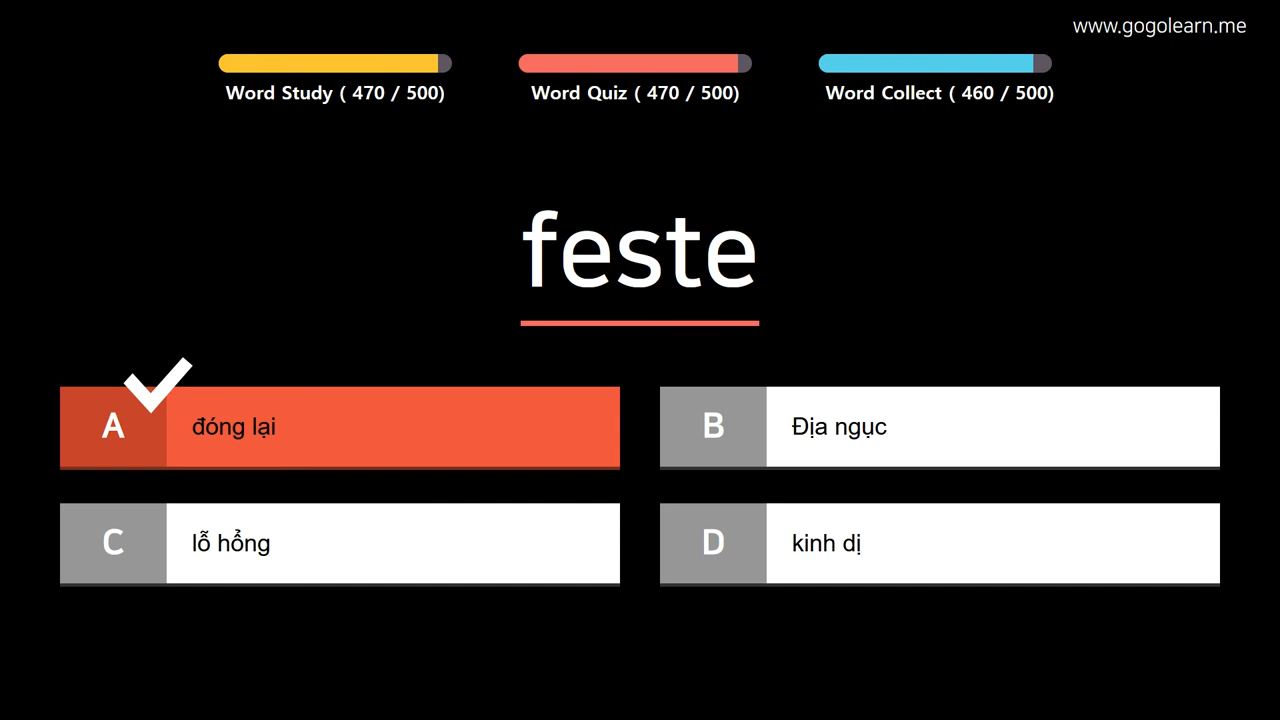 www.gogolearn.me
Word Study ( 470 / 500)
Word Quiz ( 470 / 500)
Word Collect ( 460 / 500)
feste
A đóng lại
B Địa ngục
C lỗ hổng
D kinh dị